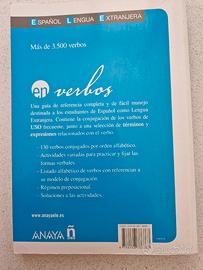 ESPAÑOL LENGUA EXTRANJERA
Más de 3.500 verbos
en verbos
Una guía de referencia completa y de fácil manejo
destinada a los estudiantes de Español como Lengua
Extranjera. Contiene la conjugación de los verbos de
USO frecuente, junto a una selección de términos y
expresiones relacionados con el verbo.
- 130 verbos conjugados por orden alfabético.
- Actividades variadas para practicar y fijar las
formas verbales.
- Listado alfabético de verbos con referencias a
su modelo de conjugación.
- Régimen preposicional.
- Soluciones a las actividades.
www.anayaele.es
ANAYA
ñ